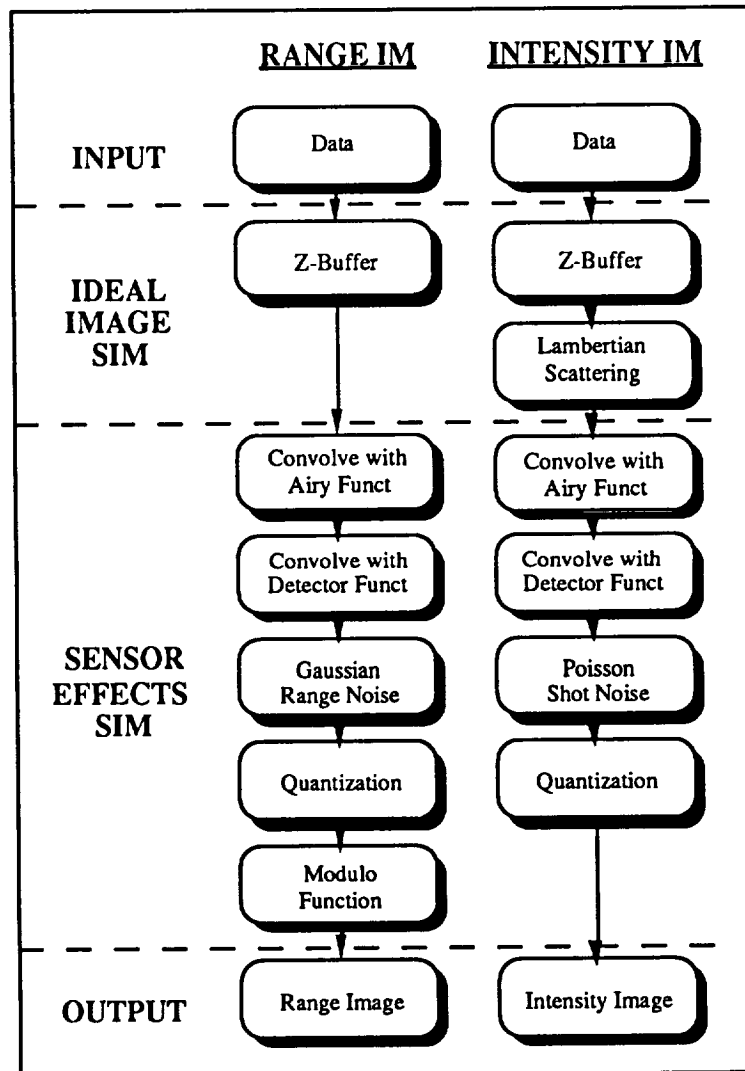 RANGE IM
INTENSITY IM
INPUT
Data
Data
IDEAL
IMAGE
SIM
Z-Buffer
Z-Buffer
Lambertian
Scattering
SENSOR
EFFECTS
SIM
Convolve with
Airy Funct
Convolve with
Airy Funct
Convolve with
Detector Funct
Convolve with
Detector Funct
Gaussian
Range Noise
Poisson
Shot Noise
Quantization
Quantization
Modulo
Function
OUTPUT
Range Image
Intensity Image